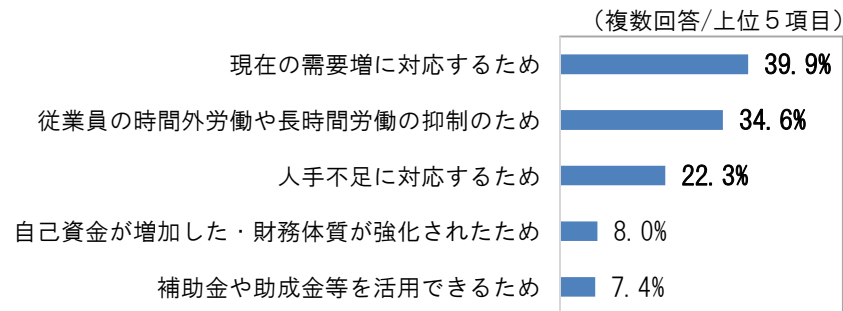 （複数回答/上位５項目）
現在の需要増に対応するため 39.9%
従業員の時間外労働や長時間労働の抑制のため 34.6%
人手不足に対応するため 22.3%
自己資金が増加した・財務体質が強化されたため 8.0%
補助金や助成金等を活用できるため 7.4%